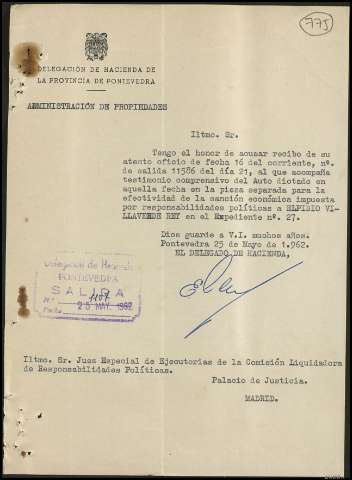 775
DELEGACIÓN DE HACIENDA DE
LA PROVINCIA DE PONTEVEDRA
ADMINISTRACIÓN DE PROPIEDADES
Iltmo. Sr.
Tengo el honor de acusar recibo de su
atento oficio de fecha 16 del corriente, nº.
de salida 11586 del día 21, al que acompaña
testimonio comprensivo del Auto dictado en
aquella fecha en la pieza separada para la
efectividad de la sanción económica impuesta
por responsabilidades políticas a ELPIDIO VI-
LLAVERDE REY en el Expediente nº. 27.
Dios guarde a V.I. muchos años.
Pontevedra 25 de Mayo de 1.962.
EL DELEGADO DE HACIENDA,
Delegación de Hacienda
PONTEVEDRA
SALIDA
N.º 1107
Fecha 25 MAY. 1962
Iltmo. Sr. Juez Especial de Ejecutorias de la Comisión Liquidadora
de Responsabilidades Políticas.
Palacio de Justicia.
MADRID.